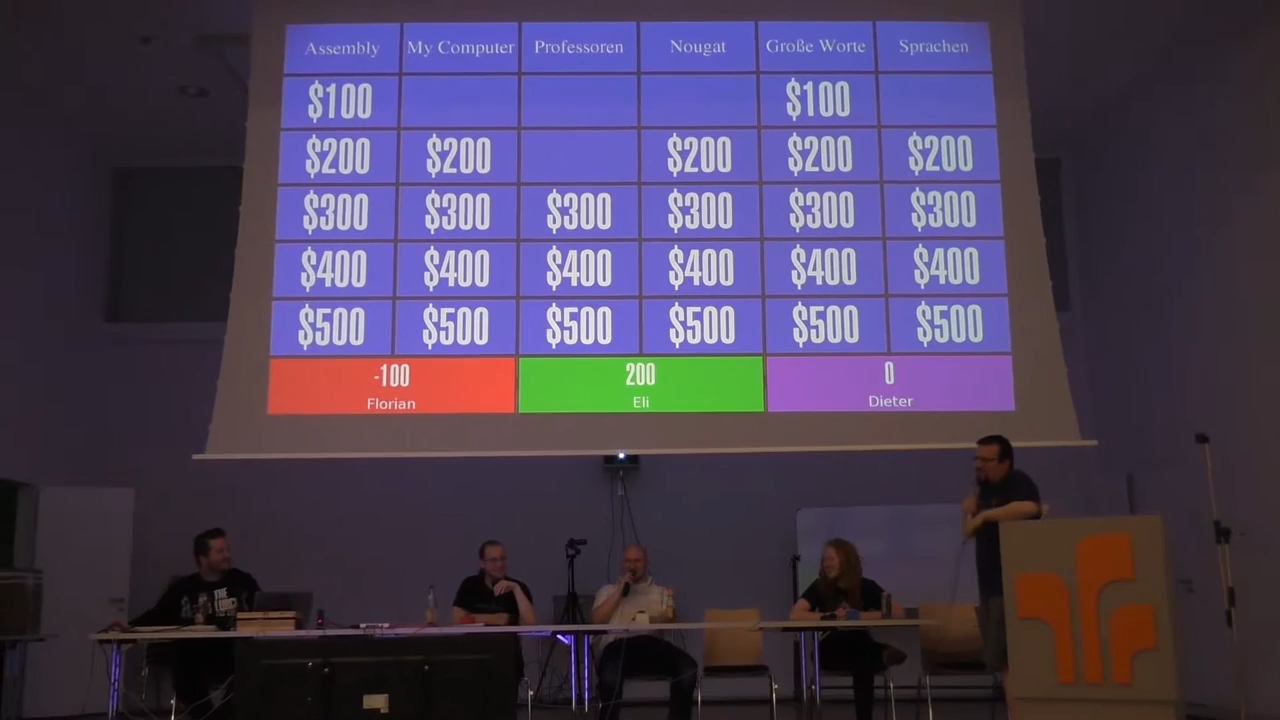 Assembly My Computer Professoren Nougat Große Worte Sprachen
$100 $100
$200 $200 $200 $200 $200
$300 $300 $300 $300 $300 $300
$400 $400 $400 $400 $400 $400
$500 $500 $500 $500 $500 $500
-100 200 0
Florian Eli Dieter
THE